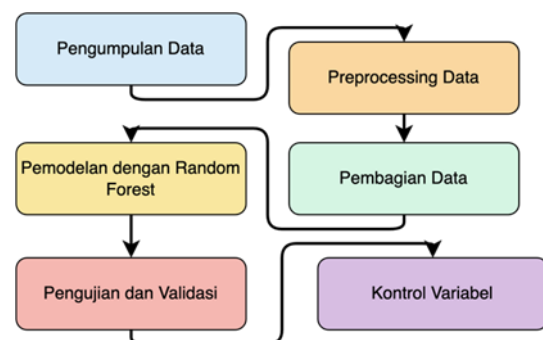 Pengumpulan Data
Preprocessing Data
Pemodelan dengan Random
Forest
Pembagian Data
Pengujian dan Validasi
Kontrol Variabel